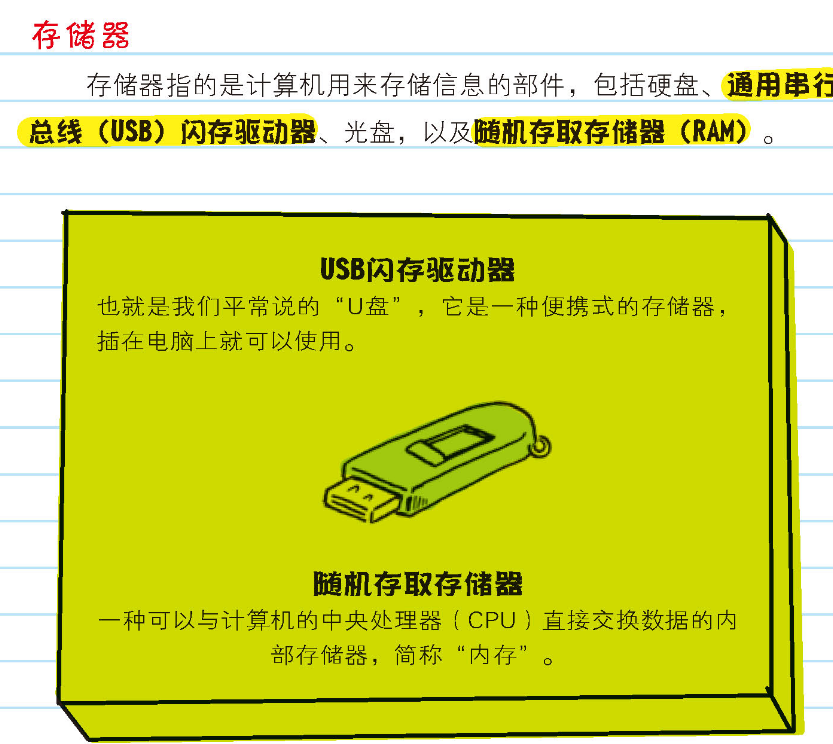 存储器
存储器指的是计算机用来存储信息的部件，包括硬盘、通用串行
总线（USB）闪存驱动器、光盘，以及随机存取存储器（RAM）。
USB闪存驱动器
也就是我们平常说的“U盘”，它是一种便携式的存储器，
插在电脑上就可以使用。
随机存取存储器
一种可以与计算机的中央处理器（CPU）直接交换数据的内
部存储器，简称“内存”。